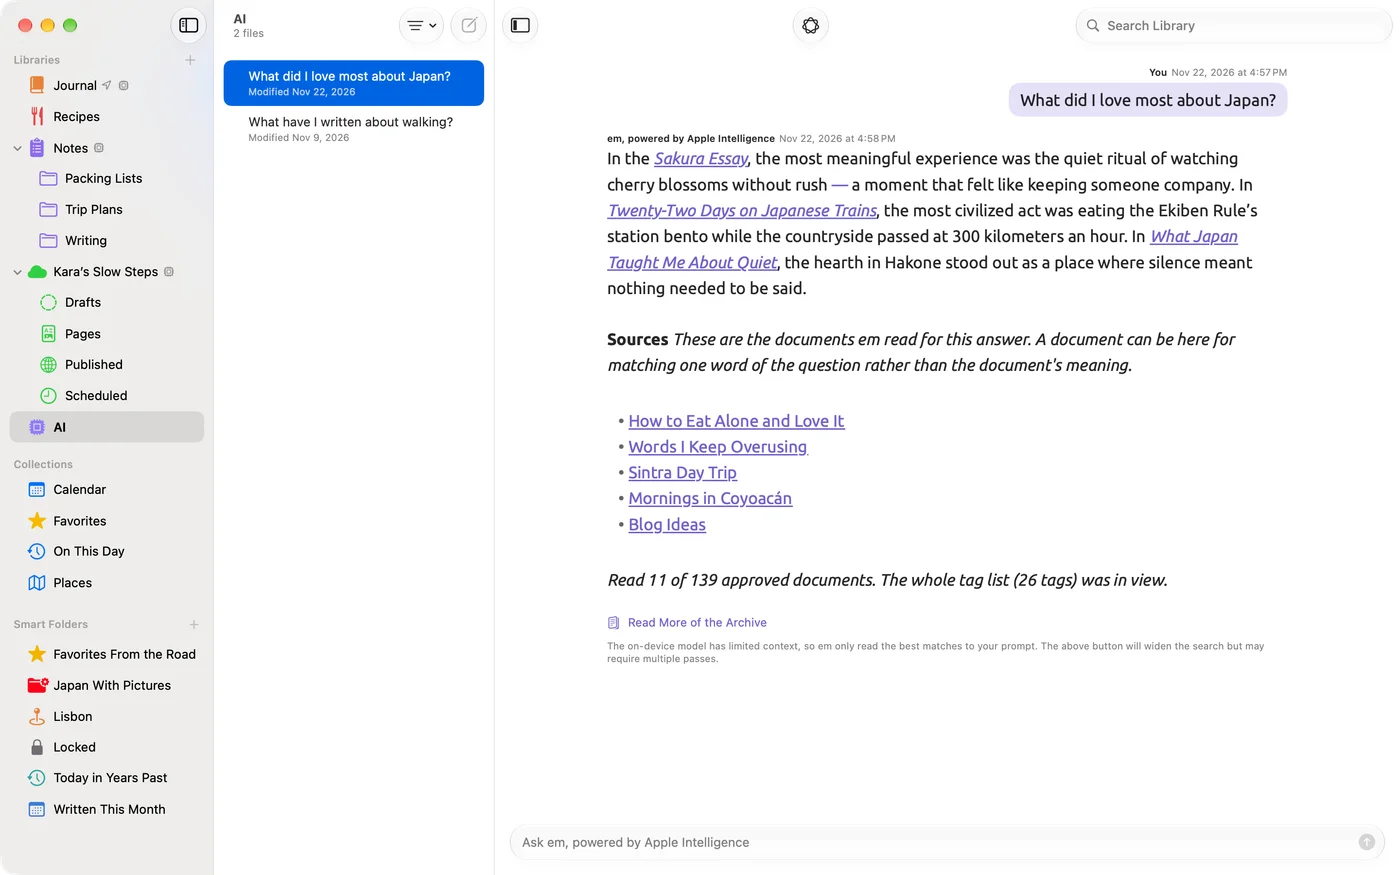 Libraries
Journal
Recipes
Notes
Packing Lists
Trip Plans
Writing
Kara’s Slow Steps
Drafts
Pages
Published
Scheduled
AI
Collections
Calendar
Favorites
On This Day
Places
Smart Folders
Favorites From the Road
Japan With Pictures
Lisbon
Locked
Today in Years Past
Written This Month
AI
2 files
What did I love most about Japan?
Modified Nov 22, 2026
What have I written about walking?
Modified Nov 9, 2026
Search Library
You Nov 22, 2026 at 4:57 PM
What did I love most about Japan?
em, powered by Apple Intelligence Nov 22, 2026 at 4:58 PM
In the Sakura Essay, the most meaningful experience was the quiet ritual of watching
cherry blossoms without rush — a moment that felt like keeping someone company. In
Twenty-Two Days on Japanese Trains, the most civilized act was eating the Ekiben Rule’s
station bento while the countryside passed at 300 kilometers an hour. In What Japan
Taught Me About Quiet, the hearth in Hakone stood out as a place where silence meant
nothing needed to be said.
Sources These are the documents em read for this answer. A document can be here for
matching one word of the question rather than the document's meaning.
• How to Eat Alone and Love It
• Words I Keep Overusing
• Sintra Day Trip
• Mornings in Coyoacán
• Blog Ideas
Read 11 of 139 approved documents. The whole tag list (26 tags) was in view.
Read More of the Archive
The on-device model has limited context, so em only read the best matches to your prompt. The above button will widen the search but may
require multiple passes.
Ask em, powered by Apple Intelligence